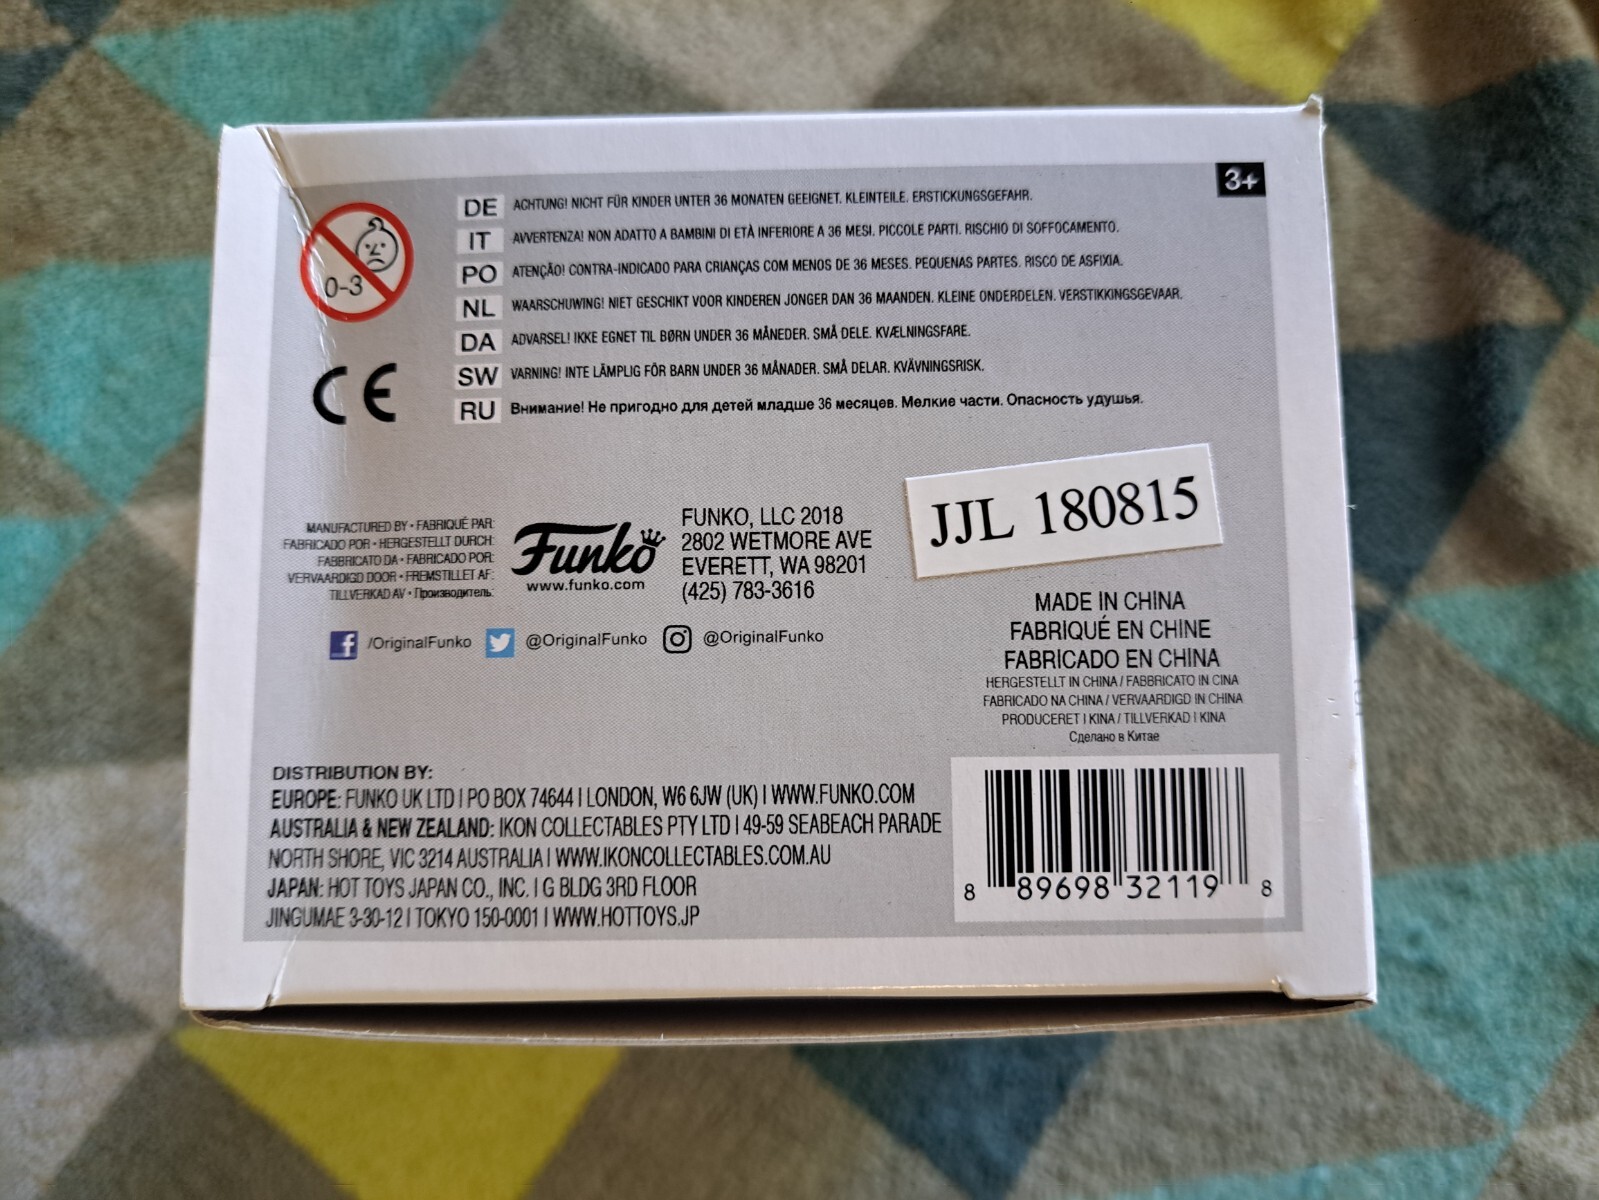 3+
0-3
DE ACHTUNG! NICHT FÜR KINDER UNTER 36 MONATEN GEEIGNET. KLEINTEILE. ERSTICKUNGSGEFAHR.
IT AVVERTENZA! NON ADATTO A BAMBINI DI ETÀ INFERIORE A 36 MESI. PICCOLE PARTI. RISCHIO DI SOFFOCAMENTO.
PO ATENÇÃO! CONTRA-INDICADO PARA CRIANÇAS COM MENOS DE 36 MESES. PEQUENAS PARTES. RISCO DE ASFIXIA.
NL WAARSCHUWING! NIET GESCHIKT VOOR KINDEREN JONGER DAN 36 MAANDEN. KLEINE ONDERDELEN. VERSTIKKINGSGEVAAR.
DA ADVARSEL! IKKE EGNET TIL BØRN UNDER 36 MÅNEDER. SMÅ DELE. KVÆLNINGSFARE.
SW VARNING! INTE LÄMPLIG FÖR BARN UNDER 36 MÅNADER. SMÅ DELAR. KVÄVNINGSRISK.
RU Внимание! Не пригодно для детей младше 36 месяцев. Мелкие части. Опасность удушья.
CE
JJL 180815
MANUFACTURED BY • FABRIQUÉ PAR:
FABRICADO POR • HERGESTELLT DURCH:
FABBRICATO DA • FABRICADO POR:
VERVAARDIGD DOOR • FREMSTILLET AF:
TILLVERKAD AV • Производитель:
Funko
www.funko.com
FUNKO, LLC 2018
2802 WETMORE AVE
EVERETT, WA 98201
(425) 783-3616
/OriginalFunko @OriginalFunko @OriginalFunko
MADE IN CHINA
FABRIQUÉ EN CHINE
FABRICADO EN CHINA
HERGESTELLT IN CHINA / FABBRICATO IN CINA
FABRICADO NA CHINA / VERVAARDIGD IN CHINA
PRODUCERET I KINA / TILLVERKAD I KINA
Сделано в Китае
DISTRIBUTION BY:
EUROPE: FUNKO UK LTD | PO BOX 74644 | LONDON, W6 6JW (UK) | WWW.FUNKO.COM
AUSTRALIA & NEW ZEALAND: IKON COLLECTABLES PTY LTD | 49-59 SEABEACH PARADE
NORTH SHORE, VIC 3214 AUSTRALIA | WWW.IKONCOLLECTABLES.COM.AU
JAPAN: HOT TOYS JAPAN CO., INC. | G BLDG 3RD FLOOR
JINGUMAE 3-30-12 | TOKYO 150-0001 | WWW.HOTTOYS.JP
8 89698 32119 8